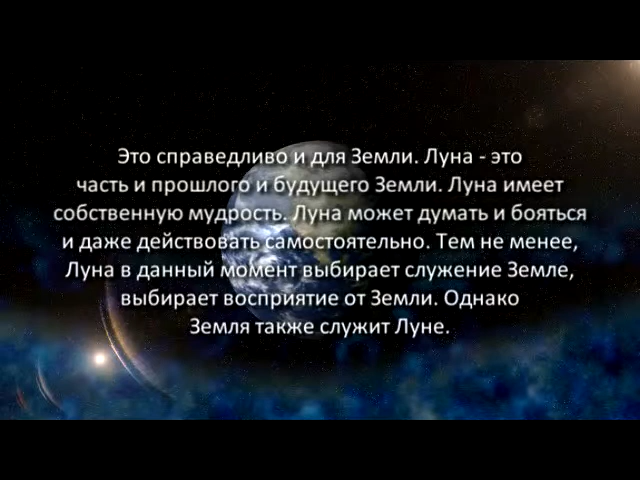 Это справедливо и для Земли. Луна - это
часть и прошлого и будущего Земли. Луна имеет
собственную мудрость. Луна может думать и бояться
и даже действовать самостоятельно. Тем не менее,
Луна в данный момент выбирает служение Земле,
выбирает восприятие от Земли. Однако
Земля также служит Луне.